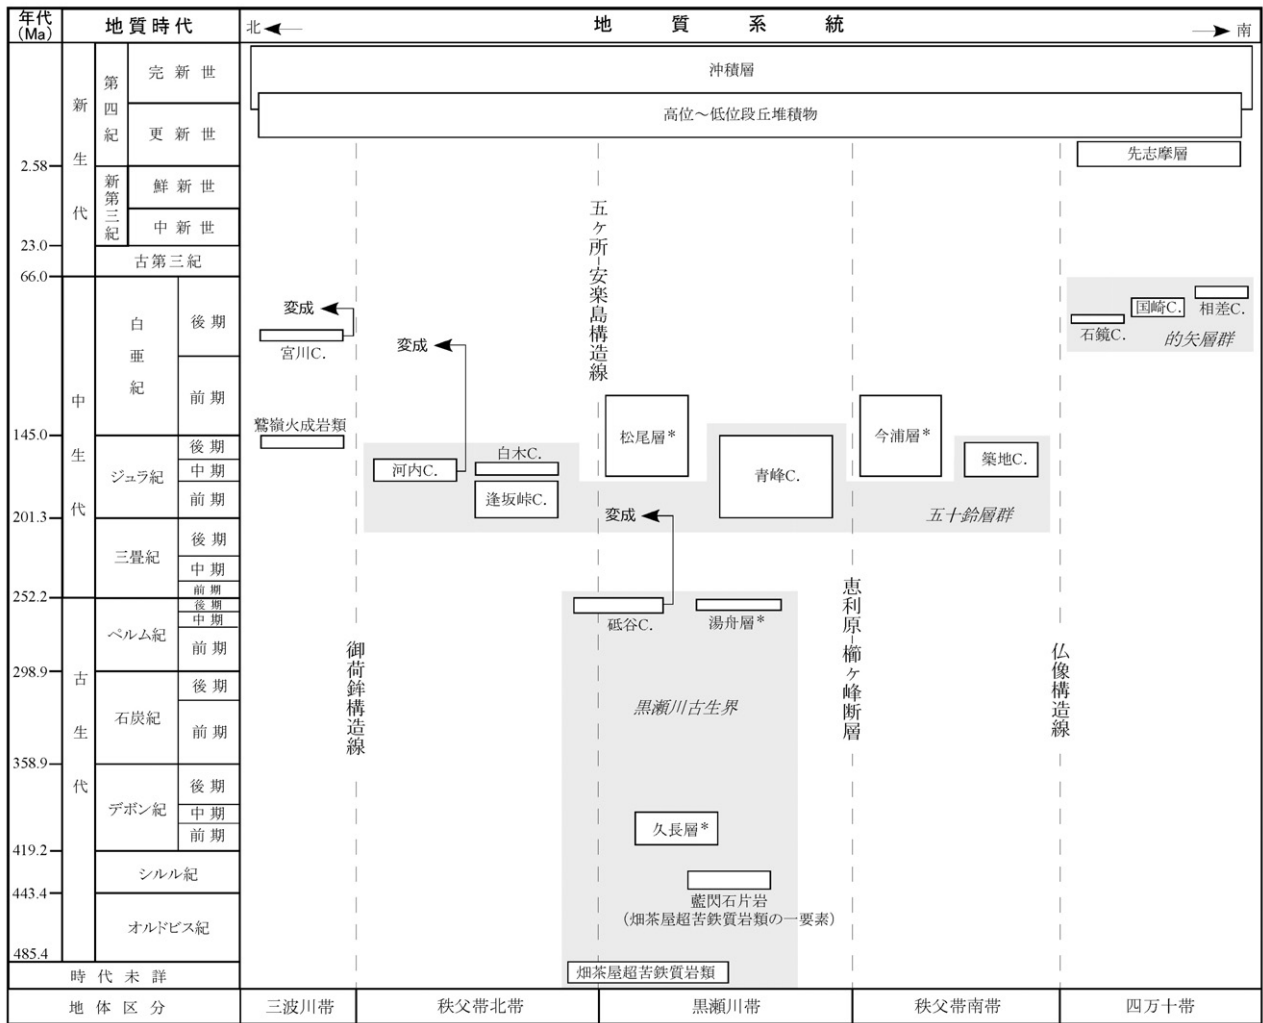 年代
(Ma)
地質時代
地質系統
北
南
新生代
第四紀
完新世
更新世
2.58
新第三紀
鮮新世
中新世
23.0
古第三紀
66.0
中生代
白亜紀
後期
前期
145.0
ジュラ紀
後期
中期
前期
201.3
三畳紀
後期
中期
前期
252.2
古生代
ペルム紀
後期
中期
前期
298.9
石炭紀
後期
前期
358.9
デボン紀
後期
中期
前期
419.2
シルル紀
443.4
オルドビス紀
485.4
時代未詳
沖積層
高位～低位段丘堆積物
先志摩層
変成
宮川C.
鷲嶺火成岩類
御荷鉾構造線
変成
河内C.
白木C.
逢坂峠C.
五ケ所-安楽島構造線
松尾層*
青峰C.
今浦層*
築地C.
五十鈴層群
国崎C.
相差C.
石鏡C.
的矢層群
変成
砥谷C.
湯舟層*
黒瀬川古生界
久長層*
藍閃石片岩
（畑茶屋超苦鉄質岩類の一要素）
畑茶屋超苦鉄質岩類
恵利原-櫛ヶ峰断層
仏像構造線
地体区分
三波川帯
秩父帯北帯
黒瀬川帯
秩父帯南帯
四万十帯